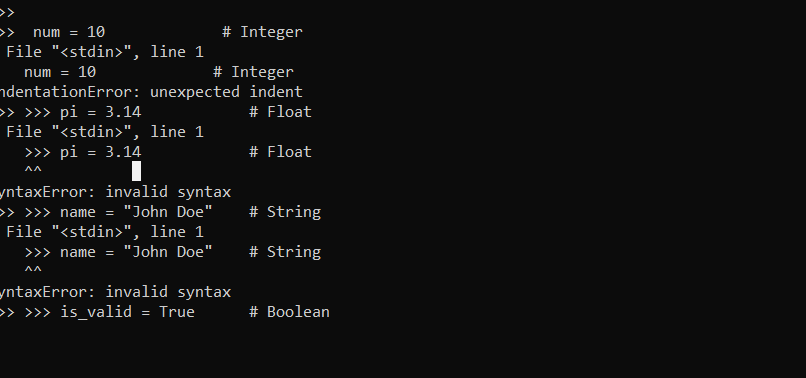 >>
>>  num = 10             # Integer
 File "<stdin>", line 1
   num = 10             # Integer
ndentationError: unexpected indent
>> >>> pi = 3.14            # Float
 File "<stdin>", line 1
   >>> pi = 3.14            # Float
   ^^
yntaxError: invalid syntax
>> >>> name = "John Doe"    # String
 File "<stdin>", line 1
   >>> name = "John Doe"    # String
   ^^
yntaxError: invalid syntax
>> >>> is_valid = True      # Boolean